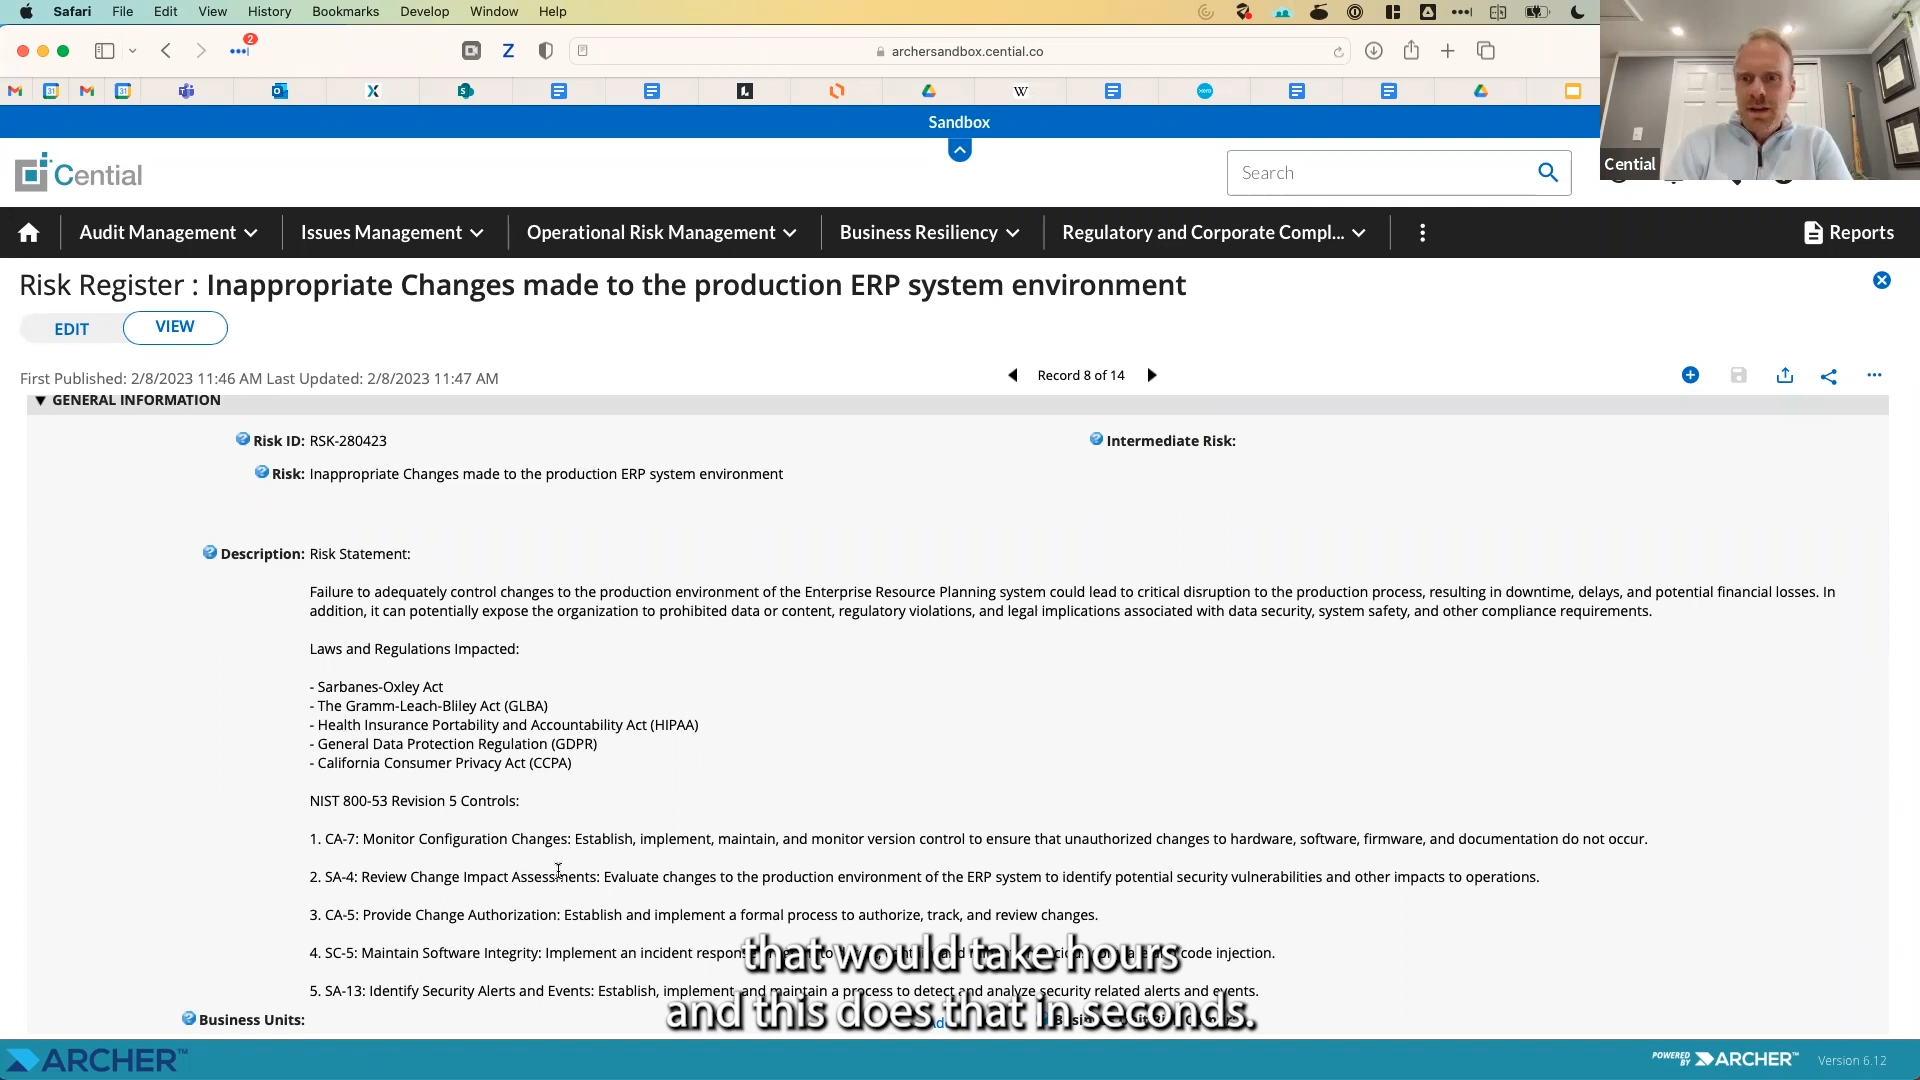 Safari File Edit View History Bookmarks Develop Window Help
2
archersandbox.cential.co
Sandbox
Cential
Search
Cential
Audit Management Issues Management Operational Risk Management Business Resiliency Regulatory and Corporate Compl... Reports
Risk Register : Inappropriate Changes made to the production ERP system environment
EDIT VIEW
First Published: 2/8/2023 11:46 AM Last Updated: 2/8/2023 11:47 AM
Record 8 of 14
GENERAL INFORMATION
Risk ID: RSK-280423
Intermediate Risk:
Risk: Inappropriate Changes made to the production ERP system environment
Description: Risk Statement:
Failure to adequately control changes to the production environment of the Enterprise Resource Planning system could lead to critical disruption to the production process, resulting in downtime, delays, and potential financial losses. In
addition, it can potentially expose the organization to prohibited data or content, regulatory violations, and legal implications associated with data security, system safety, and other compliance requirements.
Laws and Regulations Impacted:
- Sarbanes-Oxley Act
- The Gramm-Leach-Bliley Act (GLBA)
- Health Insurance Portability and Accountability Act (HIPAA)
- General Data Protection Regulation (GDPR)
- California Consumer Privacy Act (CCPA)
NIST 800-53 Revision 5 Controls:
1. CA-7: Monitor Configuration Changes: Establish, implement, maintain, and monitor version control to ensure that unauthorized changes to hardware, software, firmware, and documentation do not occur.
2. SA-4: Review Change Impact Assessments: Evaluate changes to the production environment of the ERP system to identify potential security vulnerabilities and other impacts to operations.
3. CA-5: Provide Change Authorization: Establish and implement a formal process to authorize, track, and review changes.
4. SC-5: Maintain Software Integrity: Implement an incident response code injection.
5. SA-13: Identify Security Alerts and Events: Establish, implement, and maintain a process to detect and analyze security related alerts and events.
that would take hours
and this does that in seconds.
Business Units:
ARCHER
POWERED BY ARCHER Version 6.12